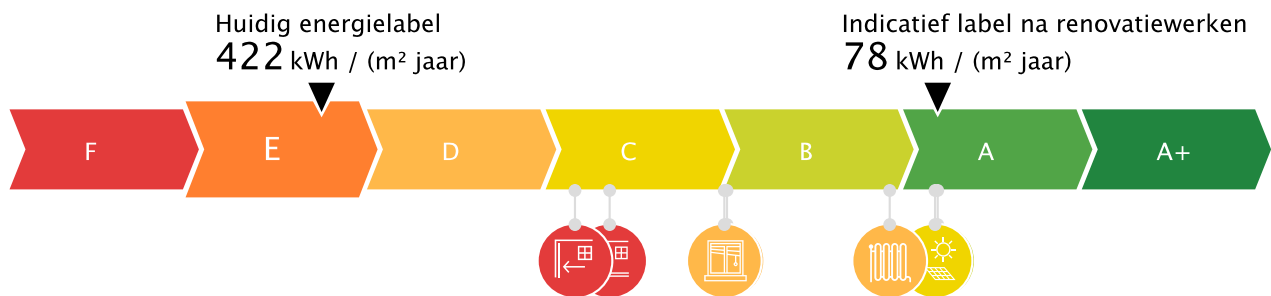 Huidig energielabel
422 kWh / (m² jaar)
Indicatief label na renovatiewerken
78 kWh / (m² jaar)
F E D C B A A+